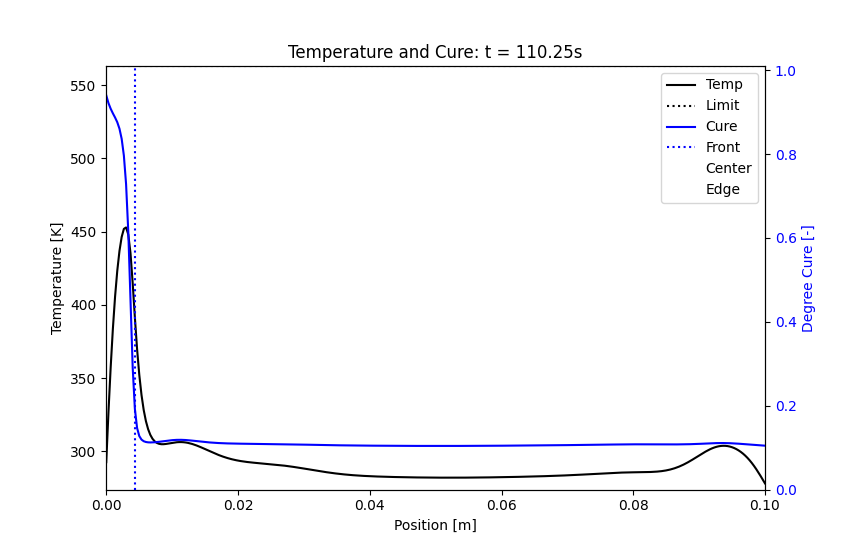 Temperature and Cure: t = 110.25s
Temp
Limit
Cure
Front
Center
Edge
Temperature [K]
550
500
450
400
350
300
Degree Cure [-]
1.0
0.8
0.6
0.4
0.2
0.0
0.00 0.02 0.04 0.06 0.08 0.10
Position [m]